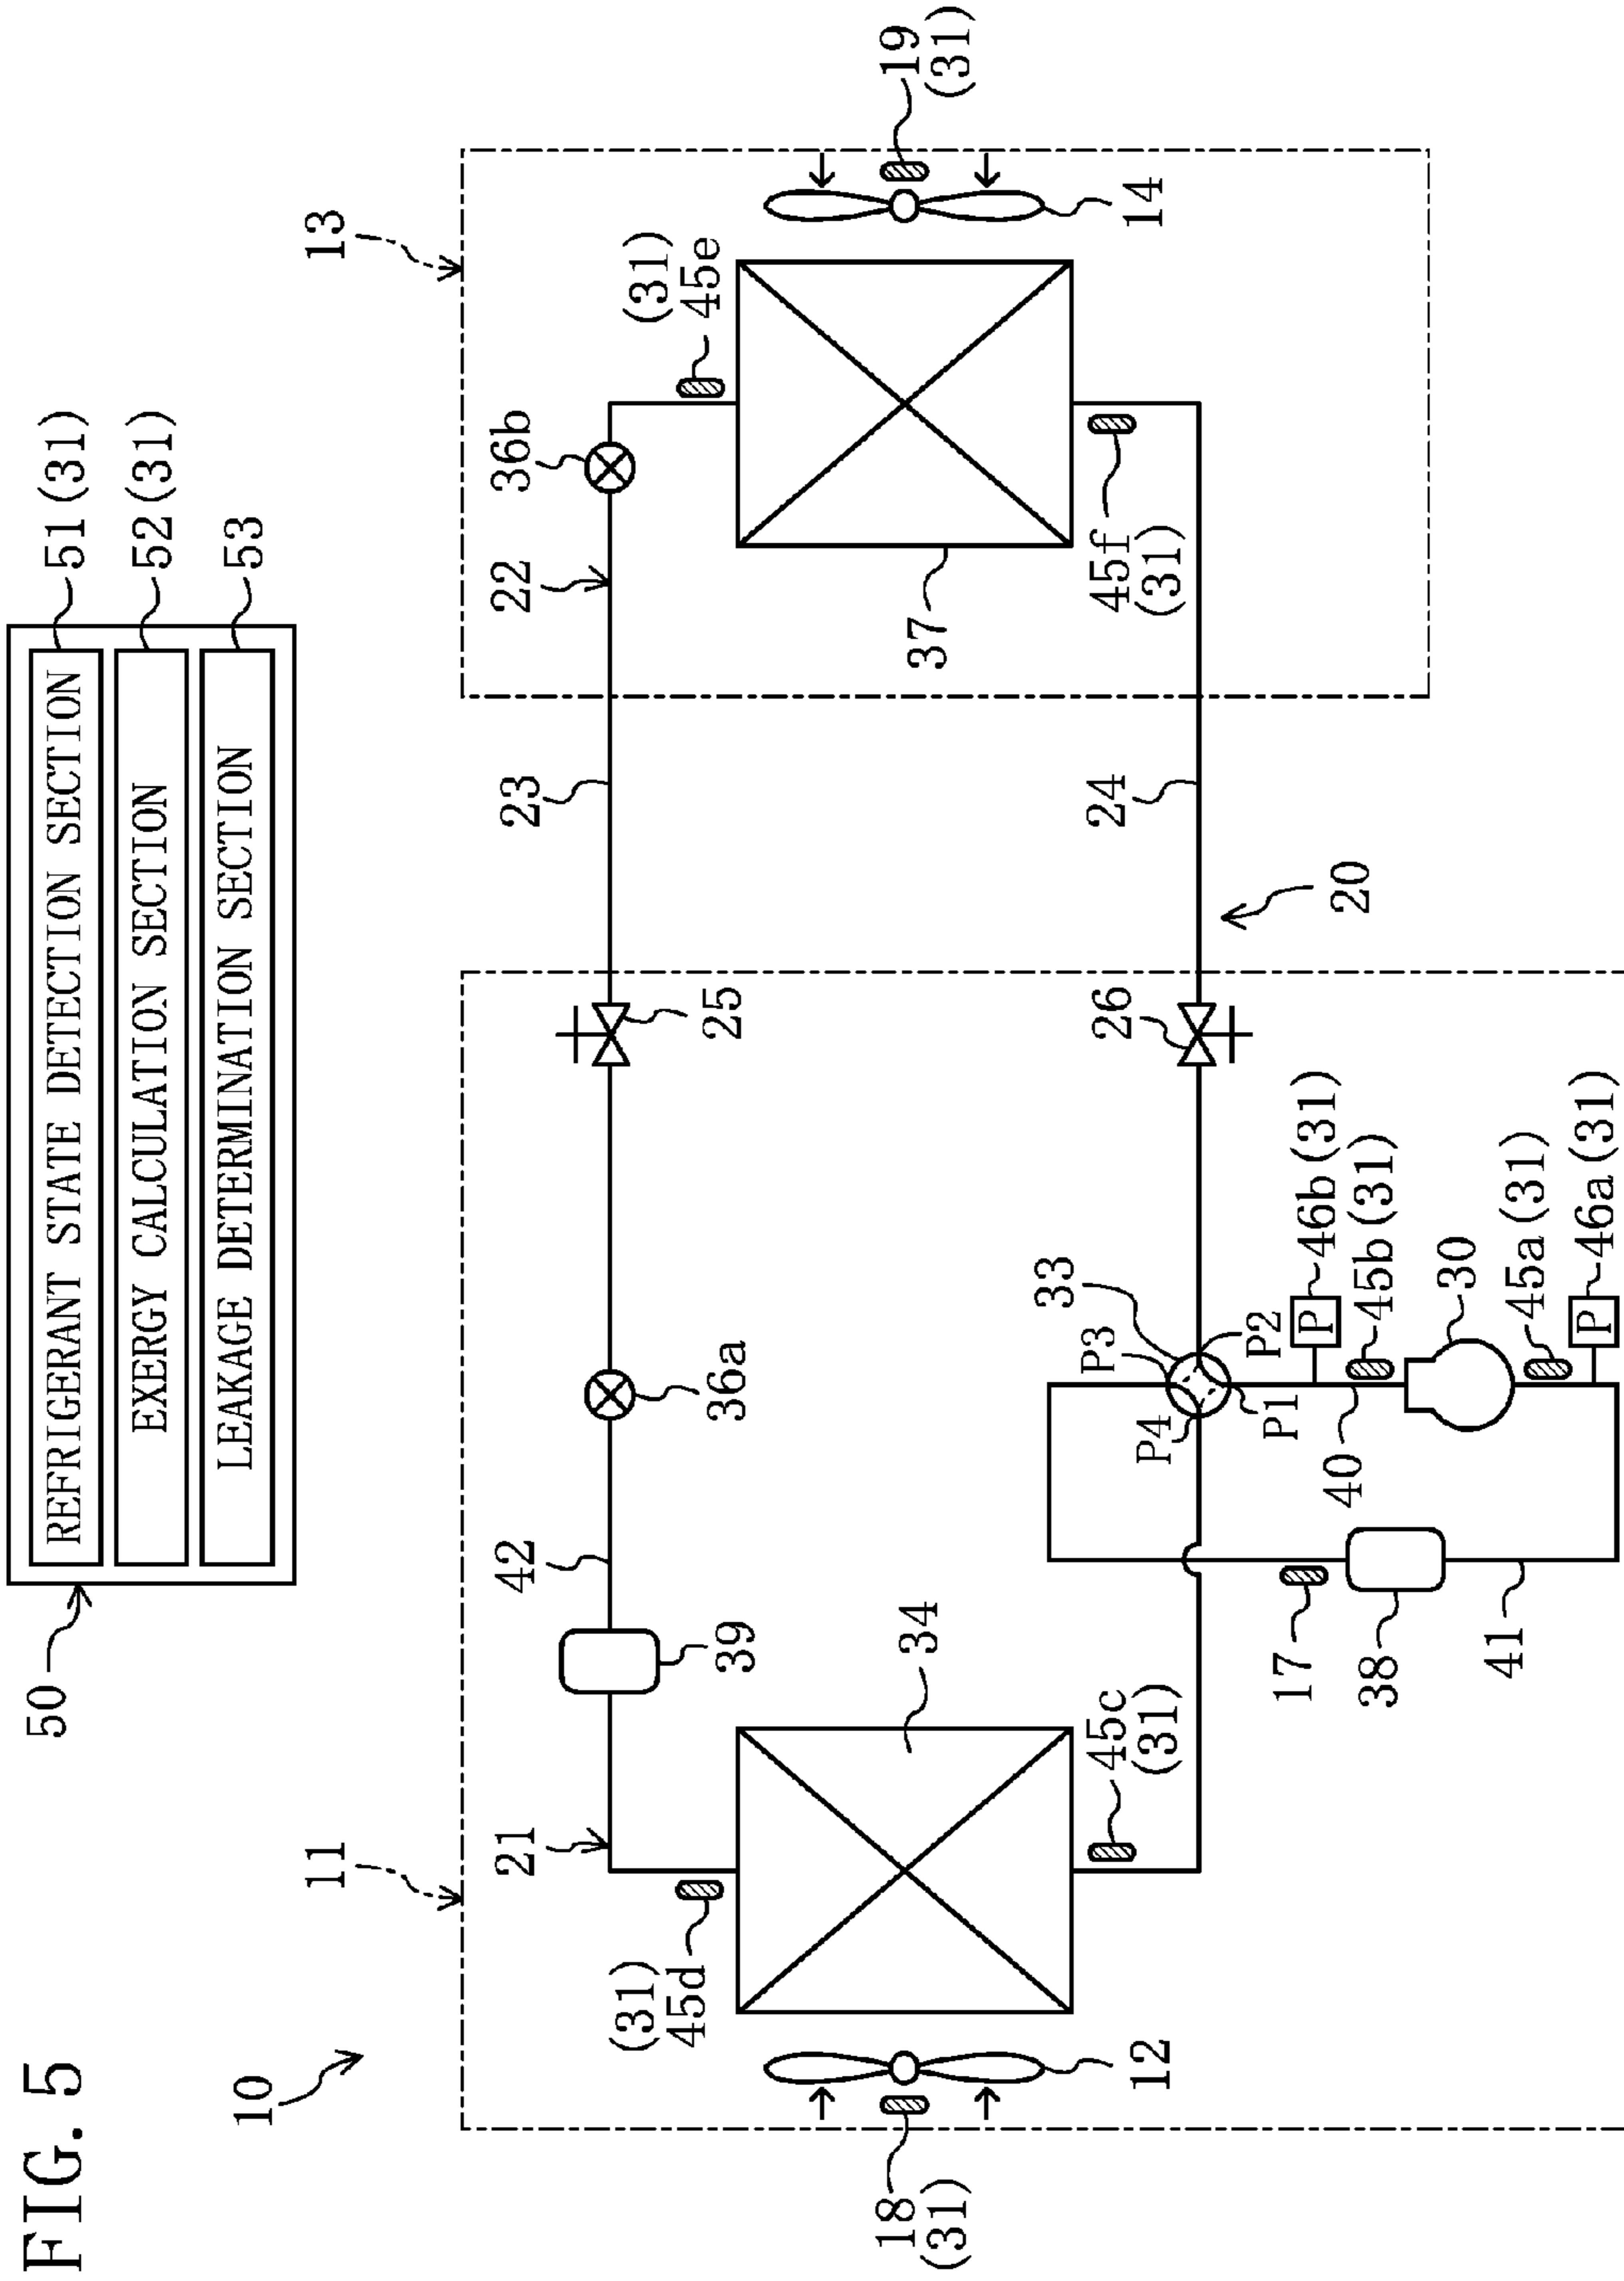 FIG. 5
10
50
REFRIGERANT STATE DETECTION SECTION
51(31)
EXERGY CALCULATION SECTION
52(31)
LEAKAGE DETERMINATION SECTION
53
11
13
21
42
39
36a
25
23
22
36b
(31)
45d
(31)
45e
18
(31)
12
34
37
14
19
(31)
45c
(31)
45f
(31)
33
P3
P4
P1
P2
26
24
20
17
38
41
40
P
46b(31)
45b(31)
30
45a(31)
P
46a(31)